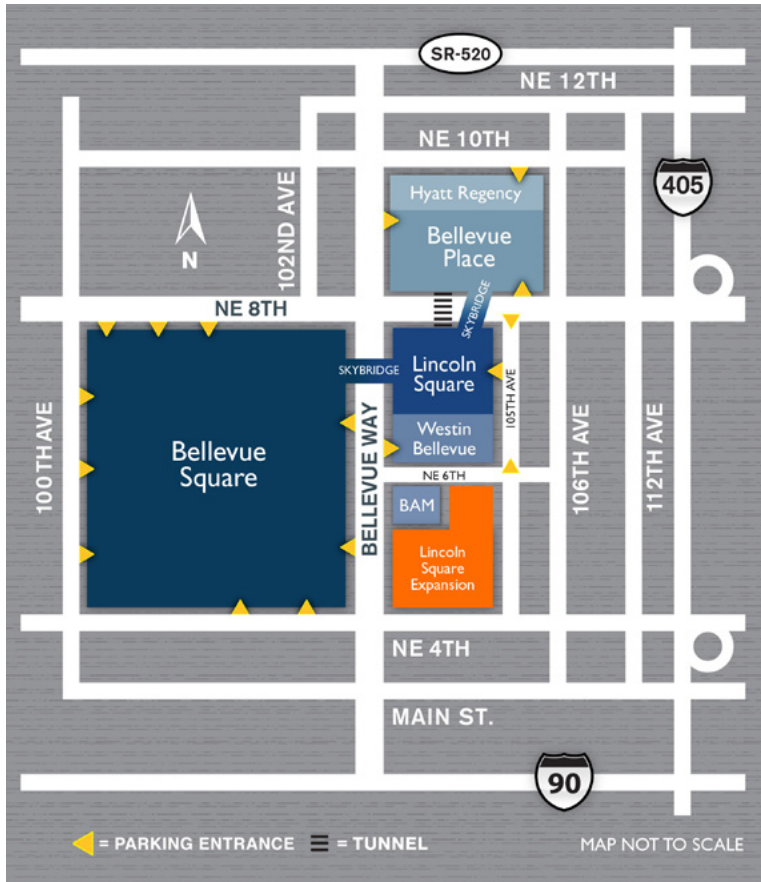 SR-520
NE 12TH
NE 10TH
405
102ND AVE
Hyatt Regency
Bellevue
Place
N
NE 8TH
SKYBRIDGE
SKYBRIDGE
Lincoln
Square
105TH AVE
Westin
Bellevue
Bellevue
Square
100TH AVE
BELLEVUE WAY
106TH AVE
112TH AVE
NE 6TH
BAM
Lincoln
Square
Expansion
NE 4TH
MAIN ST.
90
= PARKING ENTRANCE
= TUNNEL
MAP NOT TO SCALE